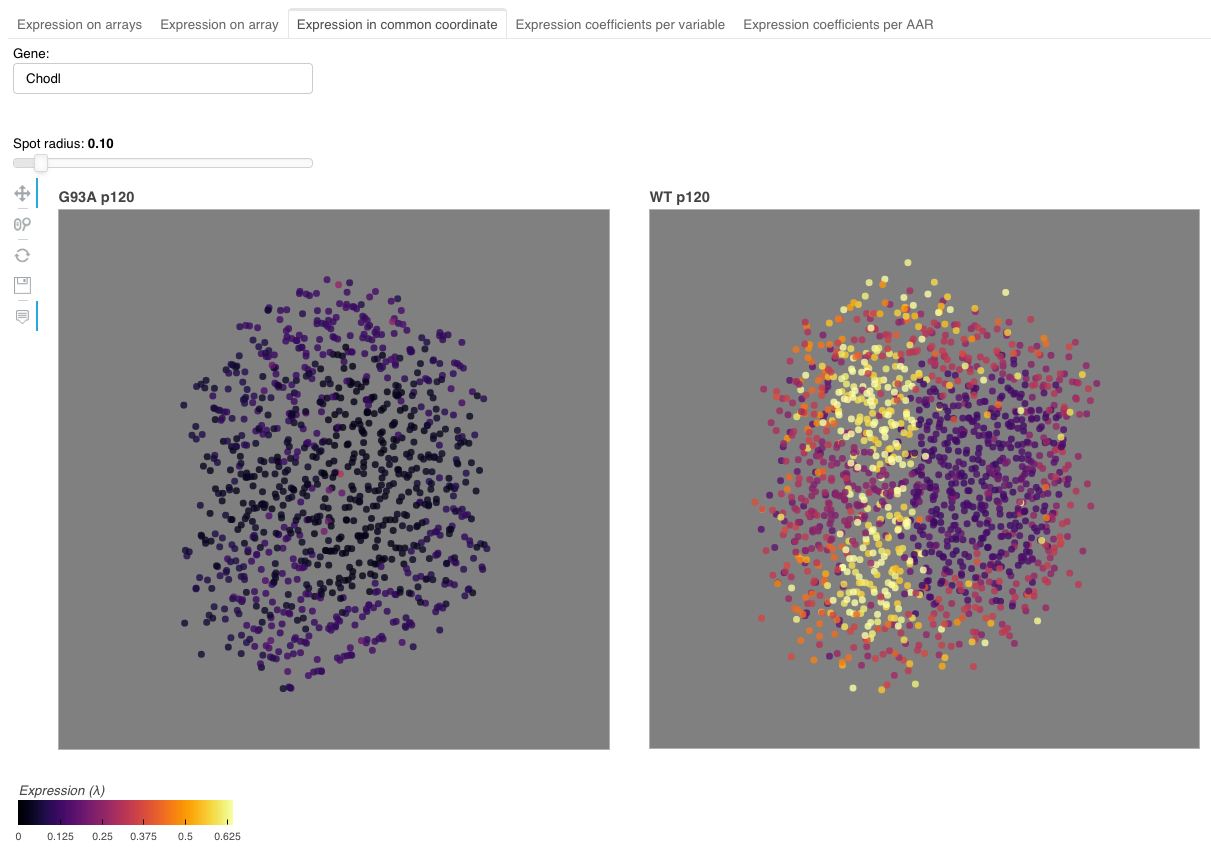 Expression on arrays Expression on array Expression in common coordinate Expression coefficients per variable Expression coefficients per AAR
Gene:
Chodl
Spot radius: 0.10
G93A p120 WT p120
Expression (λ)
0 0.125 0.25 0.375 0.5 0.625